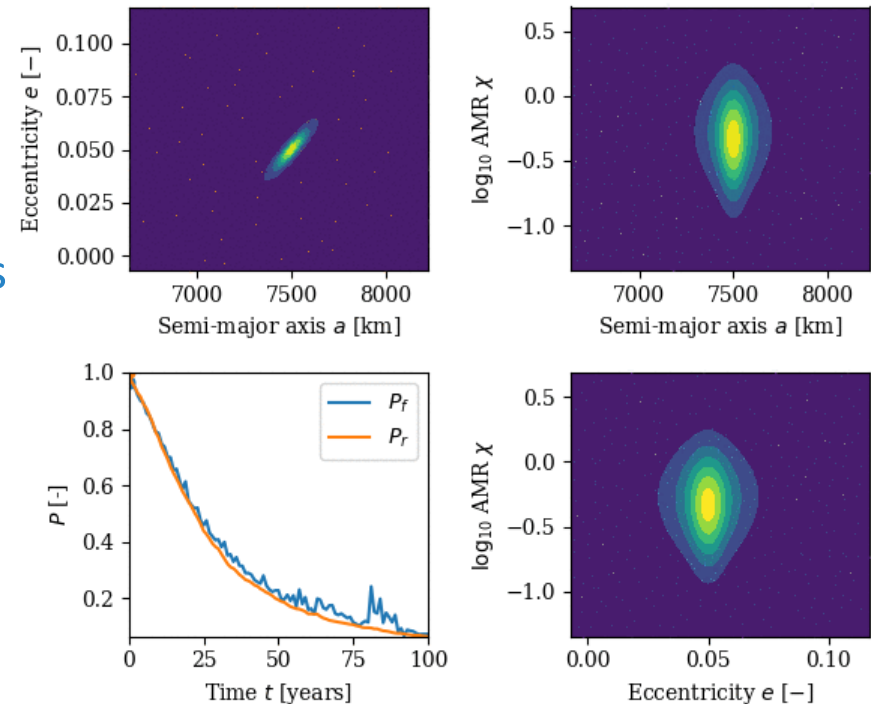 Eccentricity e [−]
0.100
0.075
0.050
0.025
0.000
7000 7500 8000
Semi-major axis a [km]
log₁₀ AMR χ
0.5
0.0
−0.5
−1.0
7000 7500 8000
Semi-major axis a [km]
s
P [-]
1.0
0.8
0.6
0.4
0.2
P_f
P_r
0 25 50 75 100
Time t [years]
log₁₀ AMR χ
0.5
0.0
−0.5
−1.0
0.00 0.05 0.10
Eccentricity e [−]